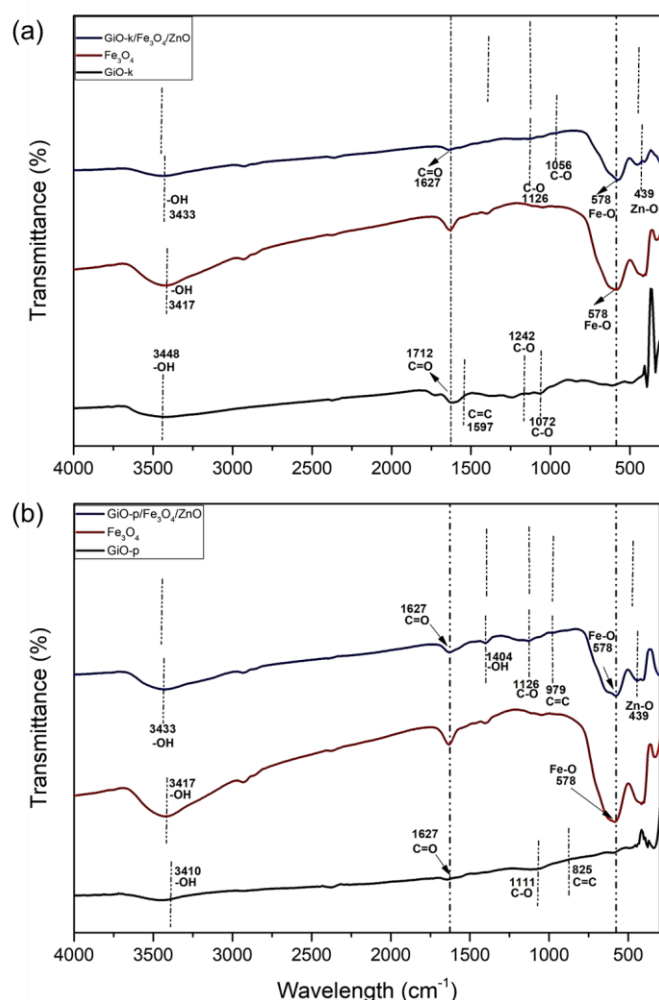 (a)
GiO-k/Fe₃O₄/ZnO
Fe₃O₄
GiO-k
Transmittance (%)
-OH
3433
C=O
1627
C-O
1126
1056
C-O
578
Fe-O
439
Zn-O
-OH
3417
578
Fe-O
3448
-OH
1712
C=O
C=C
1597
1242
C-O
1072
C-O
4000 3500 3000 2500 2000 1500 1000 500
(b)
GiO-p/Fe₃O₄/ZnO
Fe₃O₄
GiO-p
Transmittance (%)
3433
-OH
1627
C=O
1404
-OH
1126
C-O
979
C=C
Fe-O
578
Zn-O
439
3417
-OH
Fe-O
578
3410
-OH
1627
C=O
1111
C-O
825
C=C
4000 3500 3000 2500 2000 1500 1000 500
Wavelength (cm⁻¹)